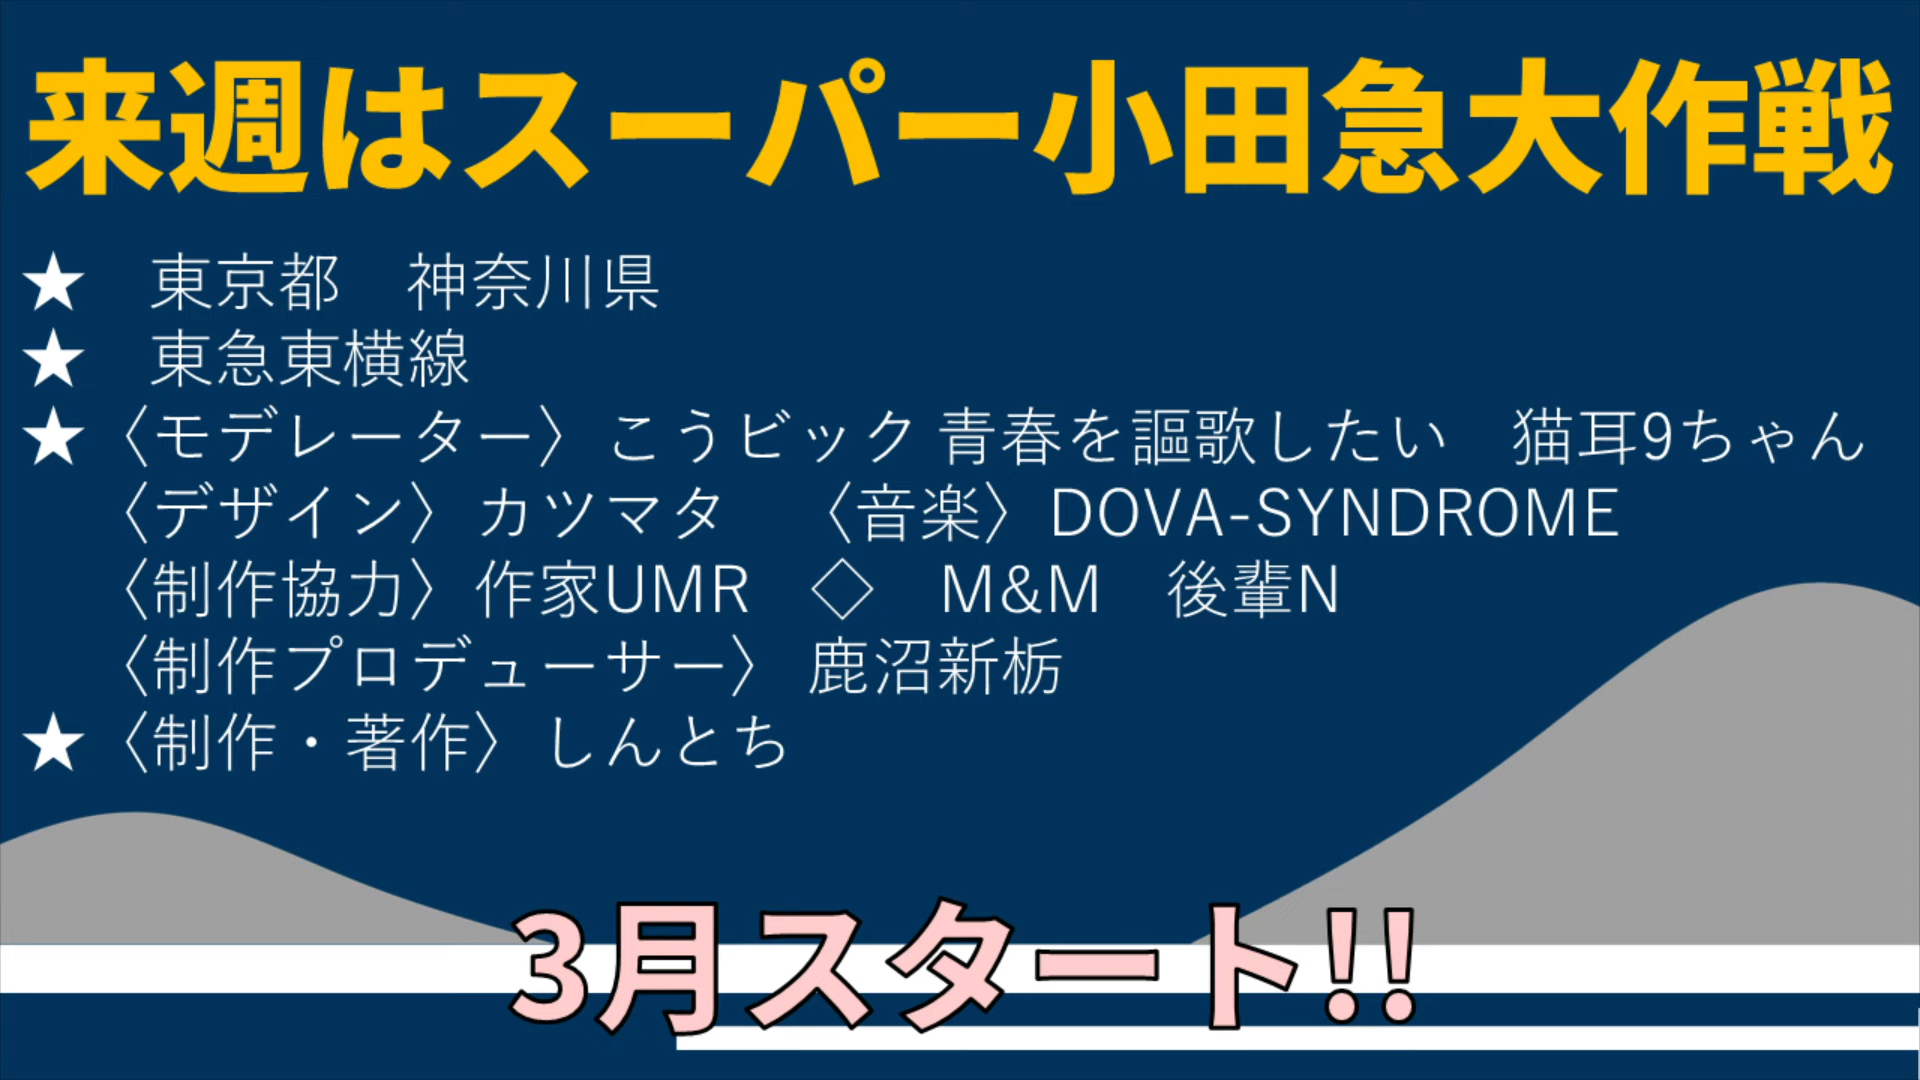 来週はスーパー小田急大作戦
★　東京都　神奈川県
★　東急東横線
★〈モデレーター〉こうビック 青春を謳歌したい　猫耳9ちゃん
〈デザイン〉カツマタ　〈音楽〉DOVA-SYNDROME
〈制作協力〉作家UMR　◇　M&M　後輩N
〈制作プロデューサー〉 鹿沼新栃
★〈制作・著作〉しんとち
3月スタート!!